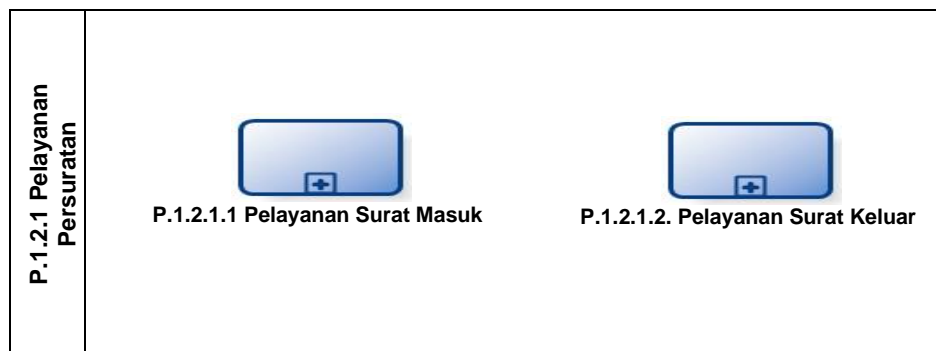 P.1.2.1 Pelayanan
Persuratan
P.1.2.1.1 Pelayanan Surat Masuk
P.1.2.1.2. Pelayanan Surat Keluar